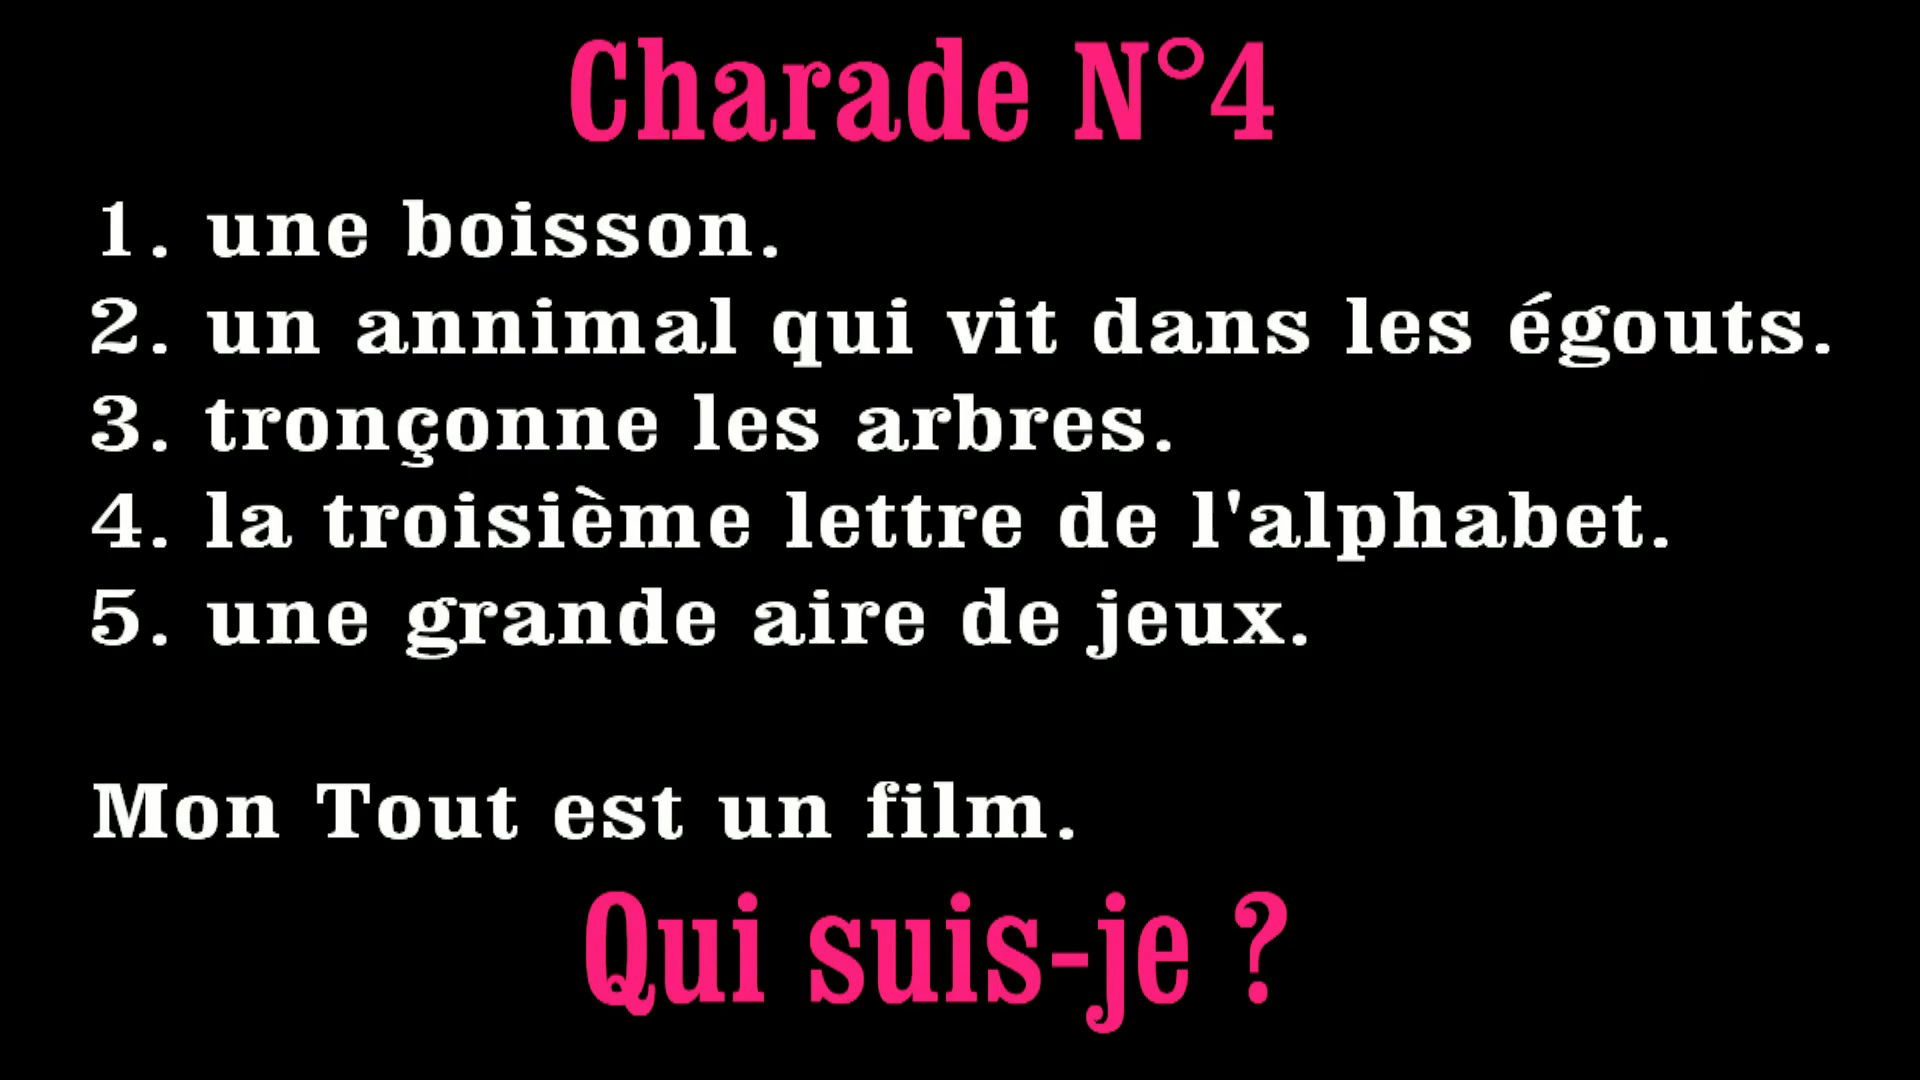 Charade N°4
1. une boisson.
2. un annimal qui vit dans les égouts.
3. tronçonne les arbres.
4. la troisième lettre de l'alphabet.
5. une grande aire de jeux.
Mon Tout est un film.
Qui suis-je ?